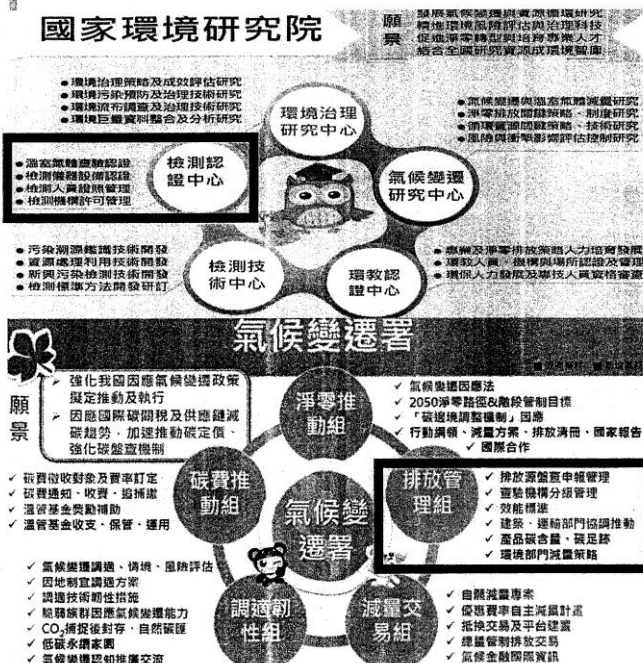 國家環境研究院
願景
發展氣候變遷與資源循環研究
精進環境風險評估與治理科技
促進淨零轉型與培育專業人才
結合全國研究資源成環境智庫
• 環境治理策略及成效評估研究
• 環境污染預防及治理技術研究
• 環境流布調查及治理技術研究
• 環境巨量資料整合及分析研究
環境治理
研究中心
• 氣候變遷與溫室氣體減量研究
• 淨零排放關鍵策略、制度研究
• 循環資源關鍵策略、技術研究
• 風險與衝擊影響評估控制研究
• 溫室氣體查驗認證
• 檢測儀器設備認證
• 檢測人員證照管理
• 檢測機構許可管理
檢測認
證中心
氣候變遷
研究中心
• 污染溯源鑑識技術開發
• 資源處理利用技術開發
• 新興污染檢測技術開發
• 檢測標準方法開發研訂
檢測技
術中心
環教認
證中心
• 專業及淨零排放策略人力培育發展
• 環教人員、機構與場所認證及管理
• 環保人力發展及專技人員資格審查
氣候變遷署
願景
➢ 強化我國因應氣候變遷政策
擬定推動及執行
➢ 因應國際碳關稅及供應鏈減
碳趨勢，加速推動碳定價、
強化碳盤查機制
淨零推
動組
✓ 氣候變遷因應法
✓ 2050淨零路徑&階段管制目標
✓ 「碳邊境調整機制」因應
✓ 行動綱領、減量方案、排放清冊、國家報告
✓ 國際合作
✓ 碳費徵收對象及費率訂定
✓ 碳費通知、收費、追補繳
✓ 溫管基金獎勵補助
✓ 溫管基金收支、保管、運用
碳費推
動組
氣候變
遷署
排放管
理組
✓ 排放源盤查申報管理
✓ 查驗機構分級管理
✓ 效能標準
✓ 建築、運輸部門協調推動
✓ 產品碳含量、碳足跡
✓ 環境部門減量策略
✓ 氣候變遷調適、情境、風險評估
✓ 因地制宜調適方案
✓ 調適技術韌性措施
✓ 脆弱族群因應氣候變遷能力
✓ CO₂捕捉後封存、自然碳匯
✓ 低碳永續家園
✓ 氣候變遷認知推廣交流
調適韌
性組
減量交
易組
✓ 自願減量專案
✓ 優惠費率自主減量計畫
✓ 抵換交易及平台建置
✓ 總量管制排放交易
✓ 氣候金融國際資訊